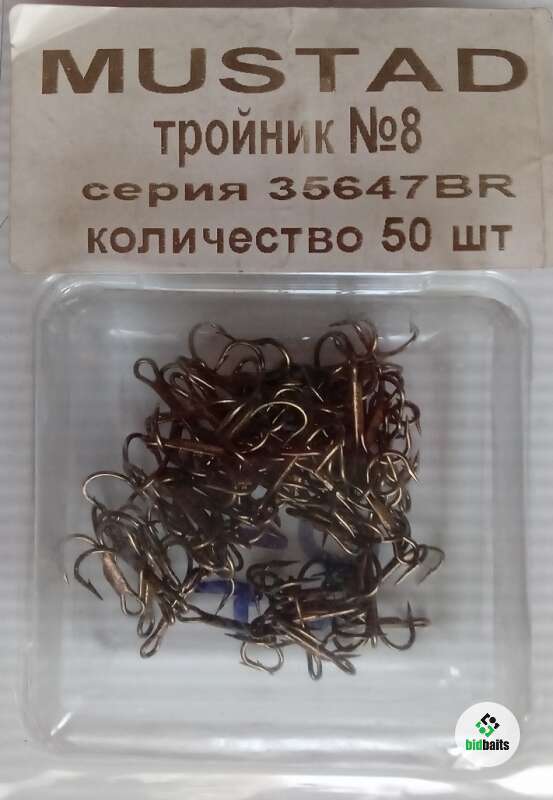 MUSTAD
тройник №8
серия 35647BR
количество 50 шт
bidbaits